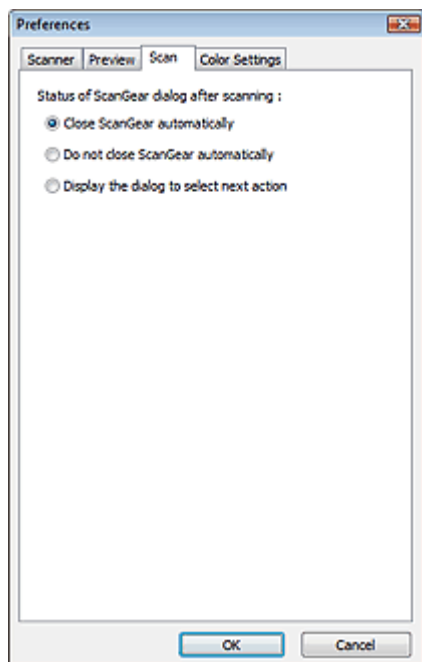 Preferences
Scanner Preview Scan Color Settings
Status of ScanGear dialog after scanning :
Close ScanGear automatically
Do not close ScanGear automatically
Display the dialog to select next action
OK Cancel